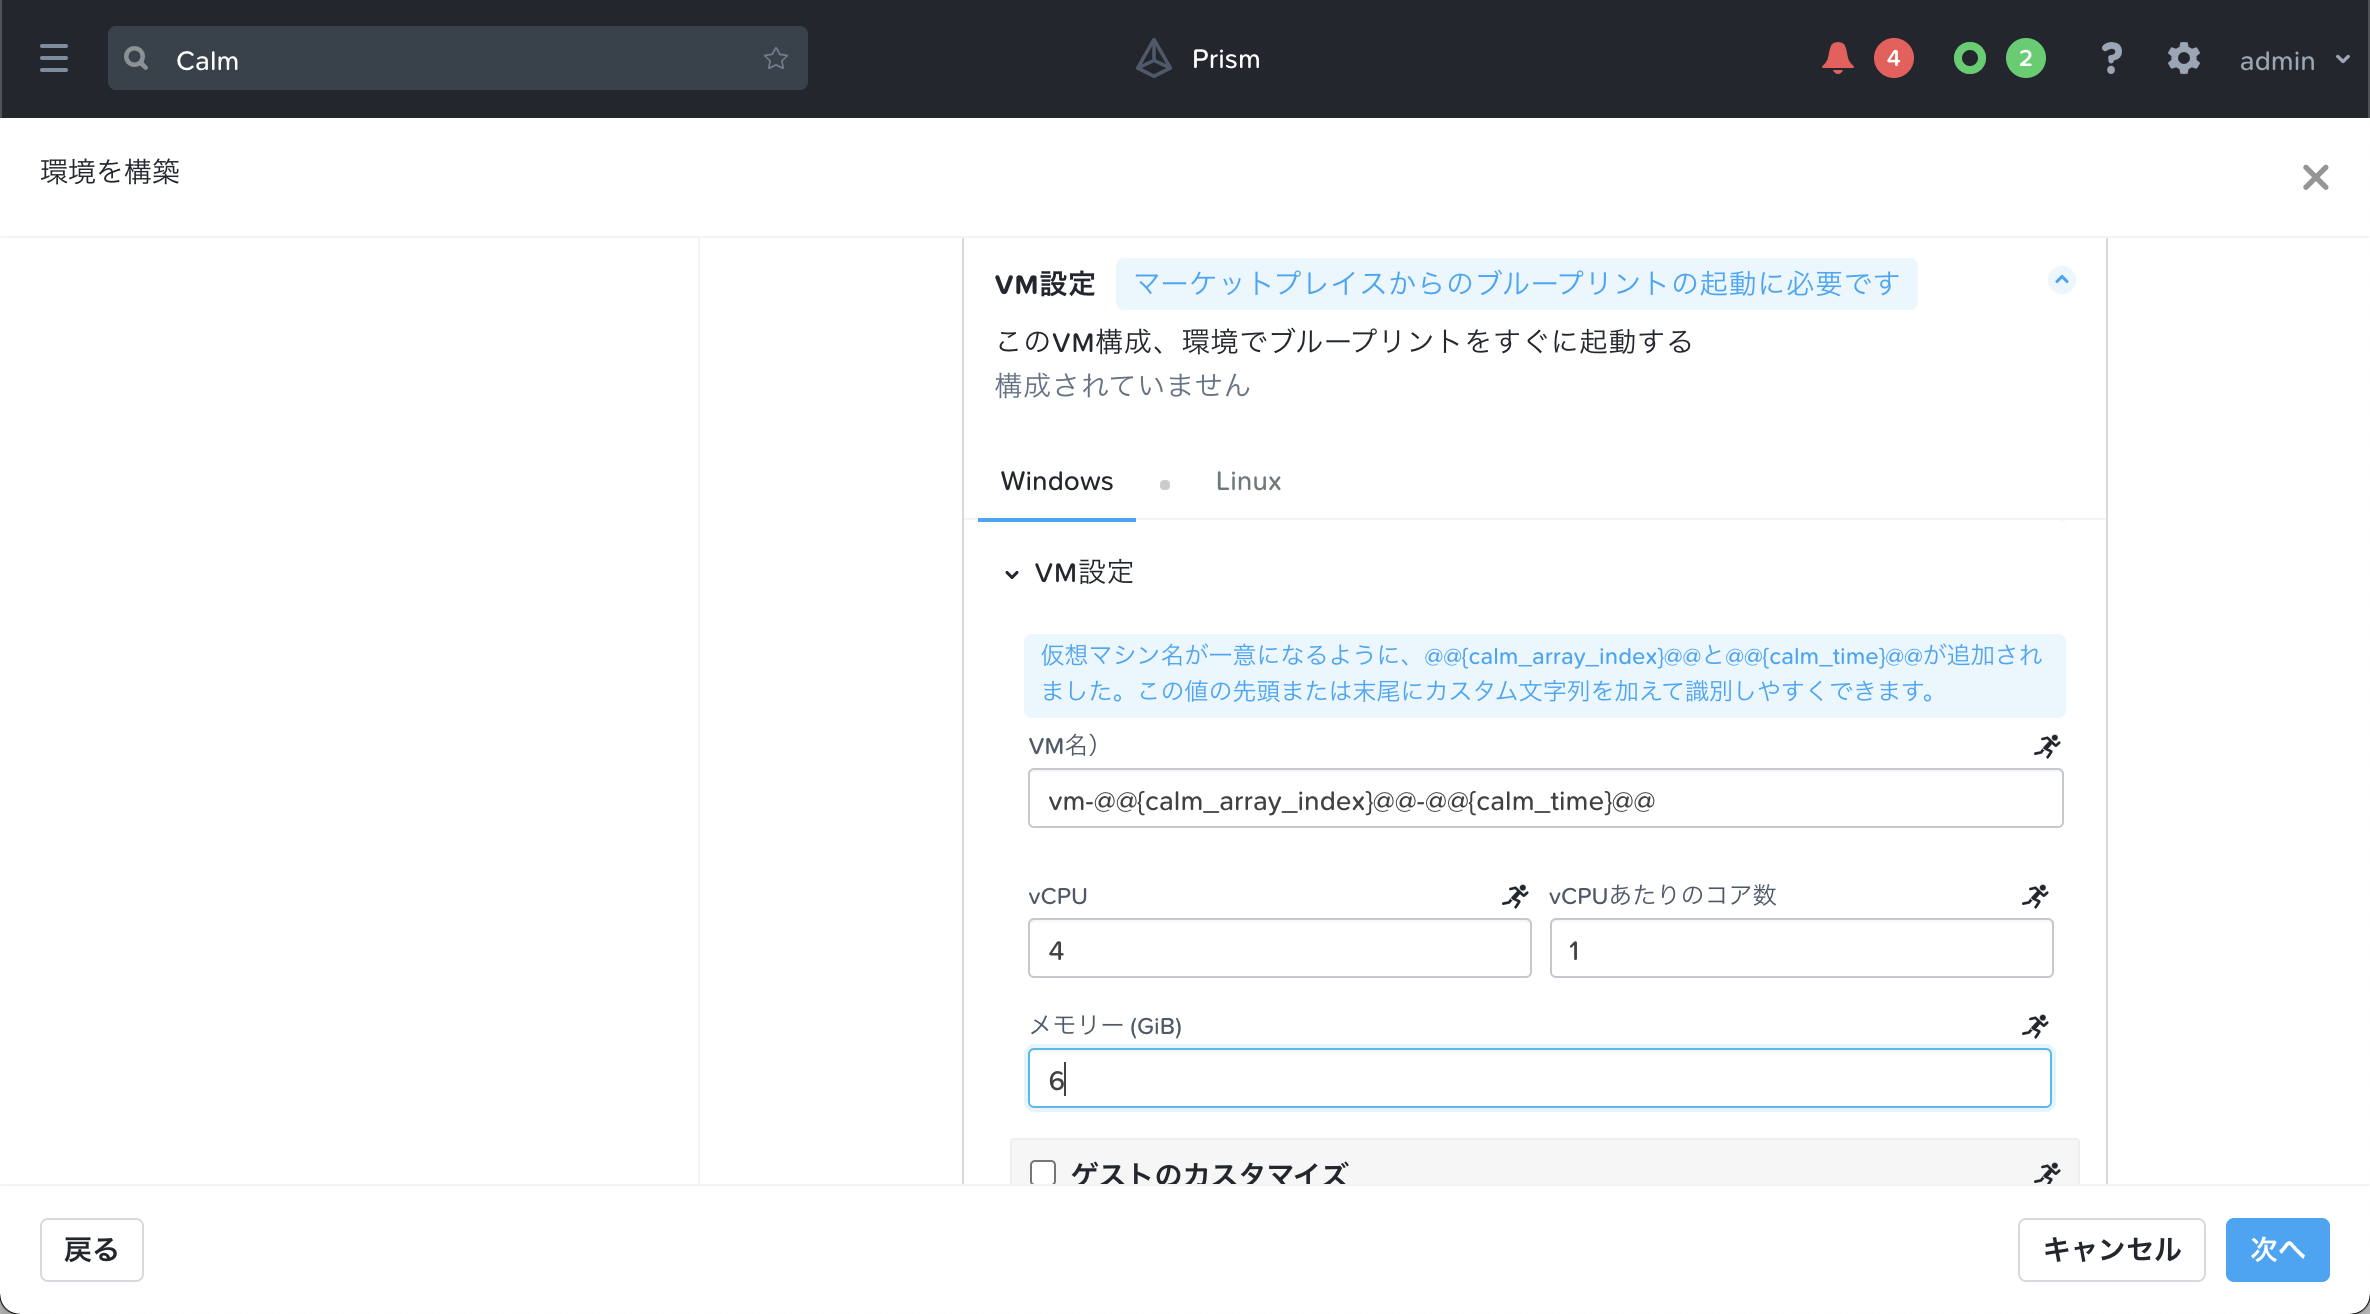 Calm
Prism
4
2
?
admin
環境を構築
VM設定 マーケットプレイスからのブループリントの起動に必要です
このVM構成、環境でブループリントをすぐに起動する
構成されていません
Windows
Linux
VM設定
仮想マシン名が一意になるように、@@{calm_array_index}@@と@@{calm_time}@@が追加され
ました。この値の先頭または末尾にカスタム文字列を加えて識別しやすくできます。
VM名）
vm-@@{calm_array_index}@@-@@{calm_time}@@
vCPU
vCPUあたりのコア数
4
1
メモリー (GiB)
6
ゲストのカスタマイズ
戻る
キャンセル
次へ